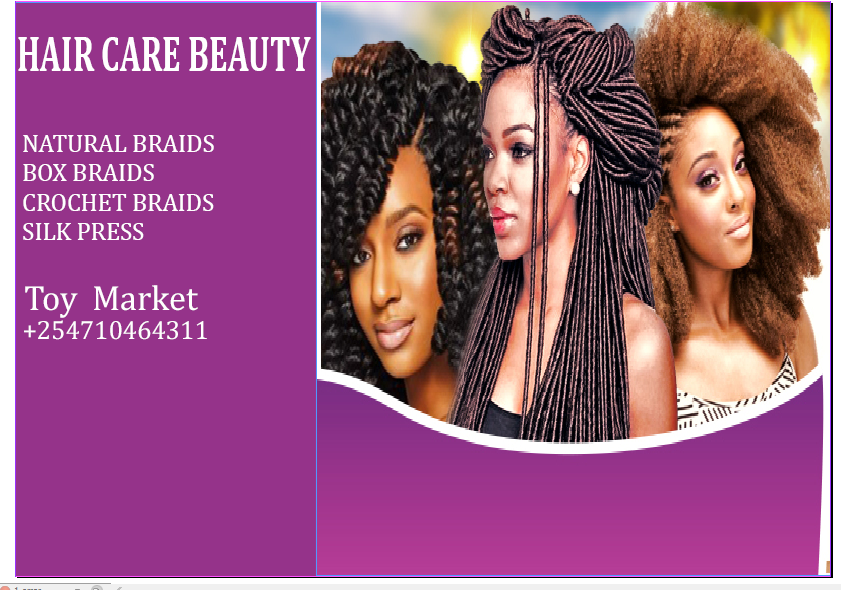 HAIR CARE BEAUTY
NATURAL BRAIDS
BOX BRAIDS
CROCHET BRAIDS
SILK PRESS
Toy Market
+254710464311